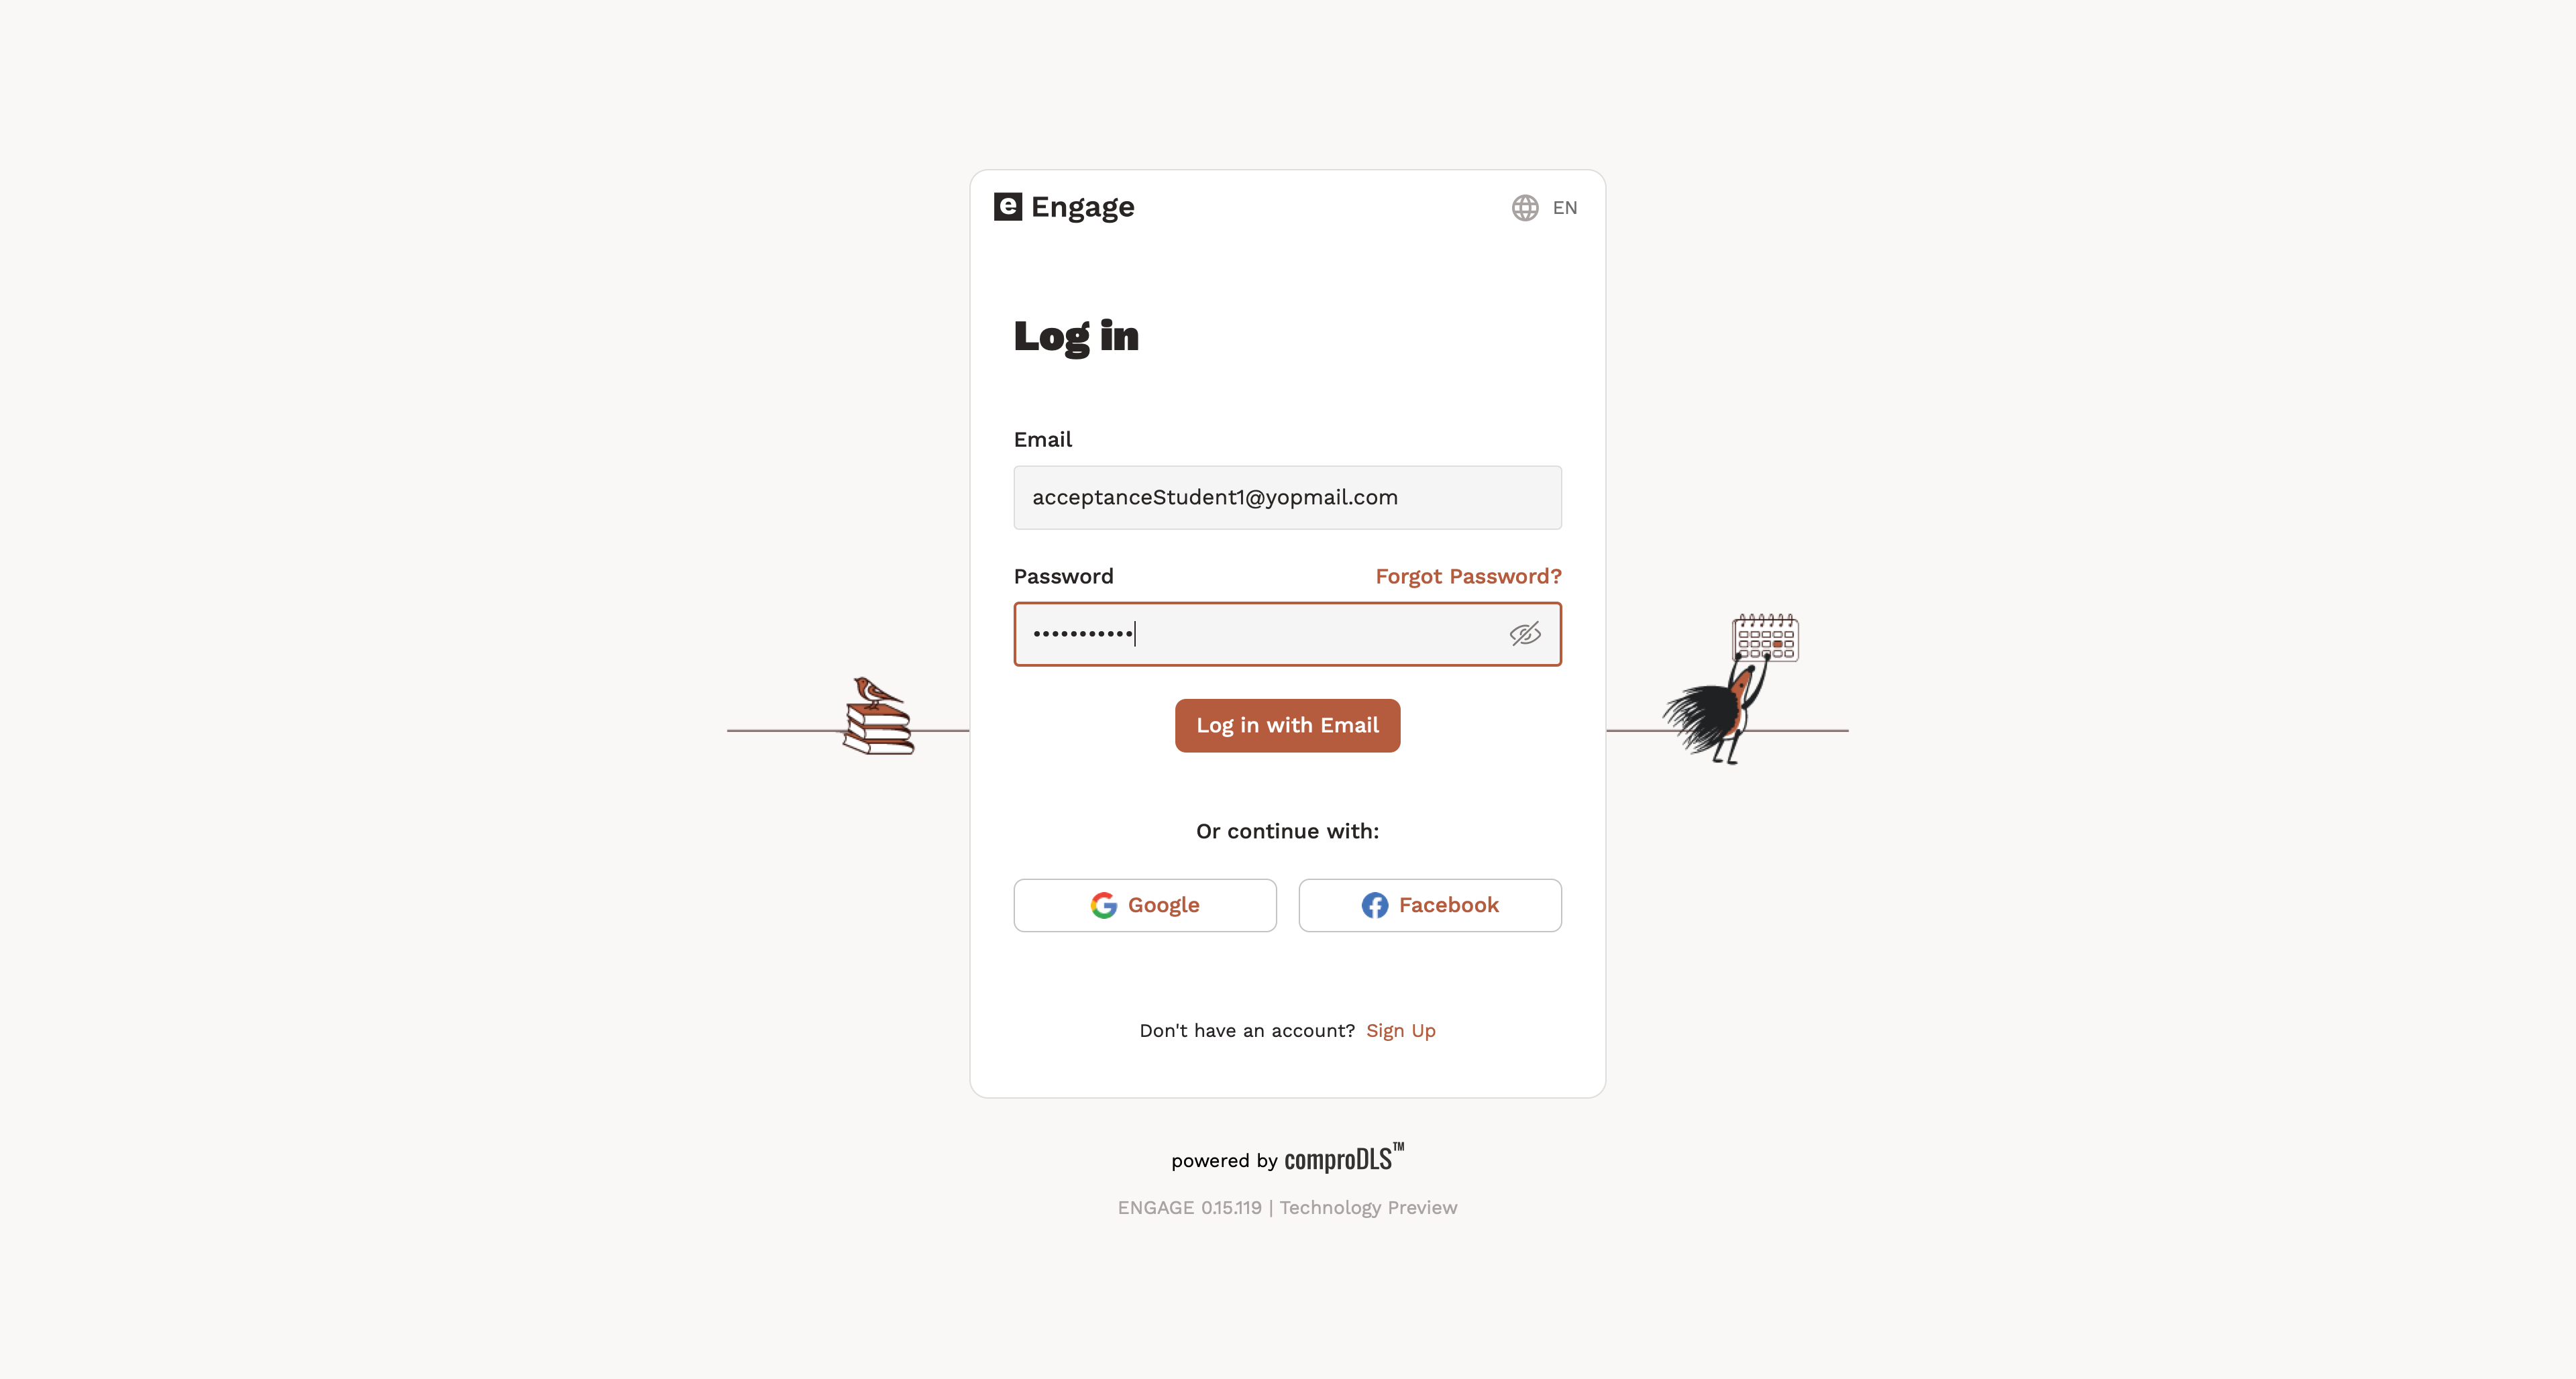 e Engage
EN
Log in
Email
acceptanceStudent1@yopmail.com
Password
Forgot Password?
•••••••••••
Log in with Email
Or continue with:
Google
Facebook
Don't have an account? Sign Up
powered by comproDLS™
ENGAGE 0.15.119 | Technology Preview